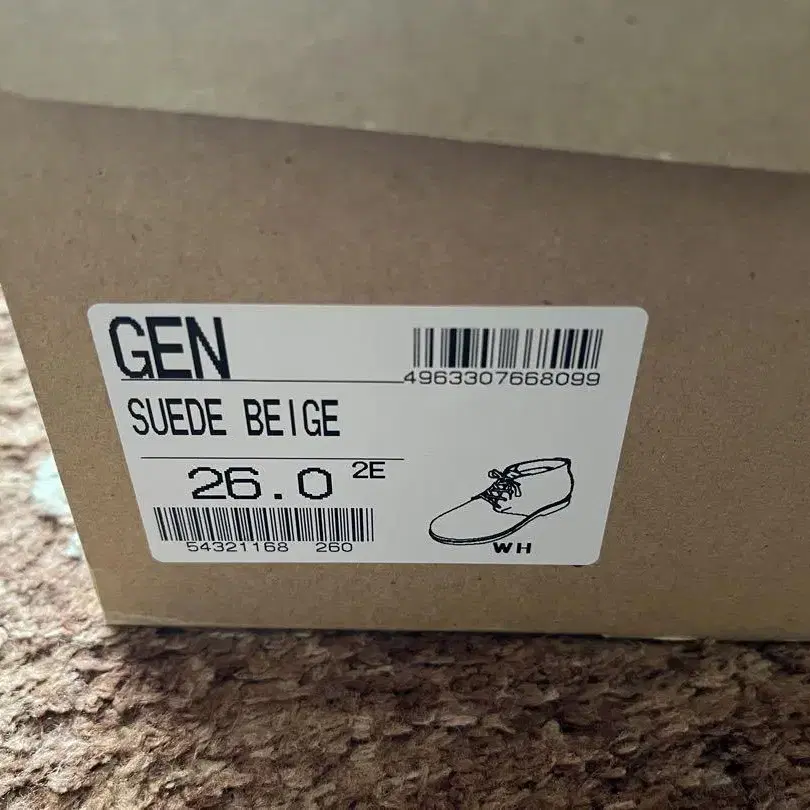 GEN
4963307668099
SUEDE BEIGE
26.0 2E
54321168 260
WH